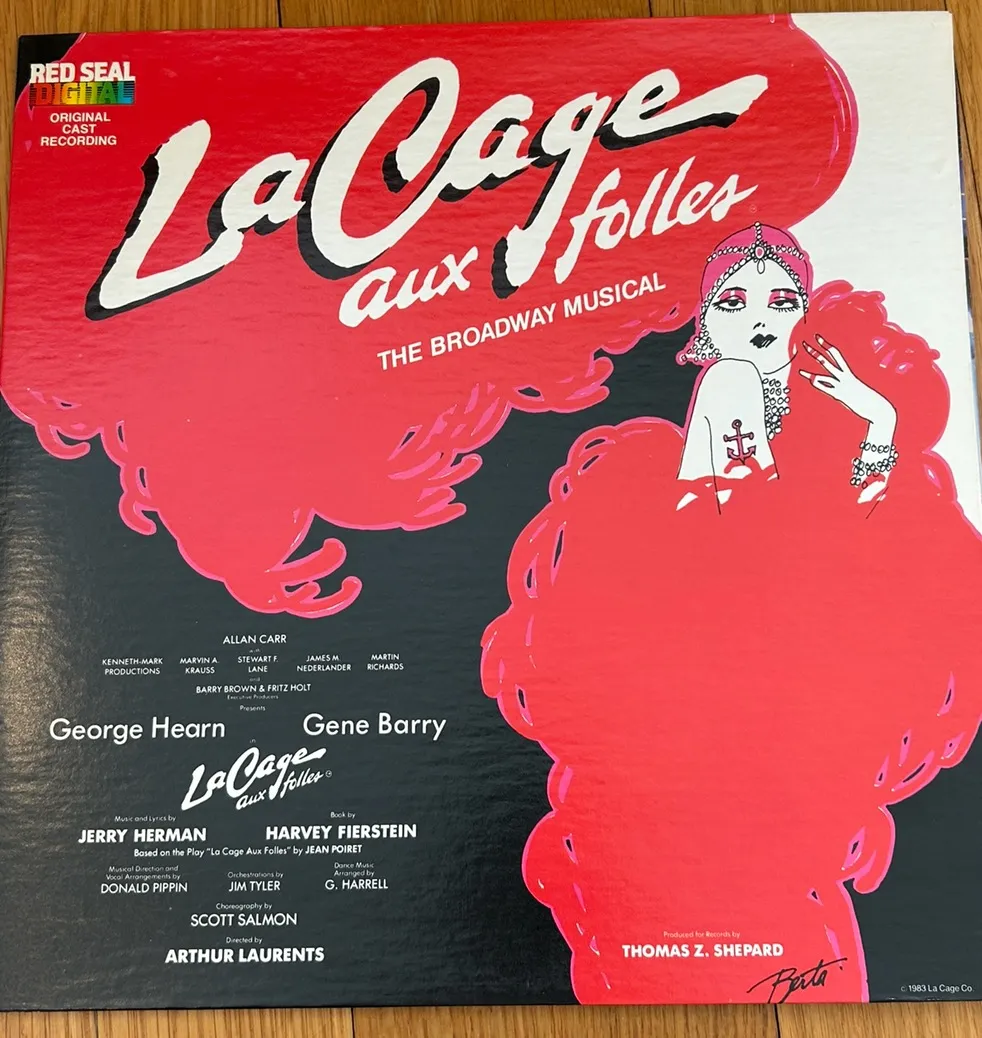 RED SEAL
DIGITAL
ORIGINAL
CAST
RECORDING
La Cage
aux folles
THE BROADWAY MUSICAL
ALLAN CARR
with
KENNETH-MARK PRODUCTIONS
MARVIN A. KRAUSS
STEWART F. LANE
JAMES M. NEDERLANDER
MARTIN RICHARDS
and
BARRY BROWN & FRITZ HOLT
Executive Producers
Presents
George Hearn Gene Barry
in
La Cage
aux folles
Music and Lyrics by
JERRY HERMAN
Book by
HARVEY FIERSTEIN
Based on the Play "La Cage Aux Folles" by JEAN POIRET
Musical Direction and
Vocal Arrangements by
DONALD PIPPIN
Orchestrations by
JIM TYLER
Dance Music
Arranged by
G. HARRELL
Choreography by
SCOTT SALMON
Directed by
ARTHUR LAURENTS
Produced for Records by
THOMAS Z. SHEPARD
Berta
© 1983 La Cage Co.